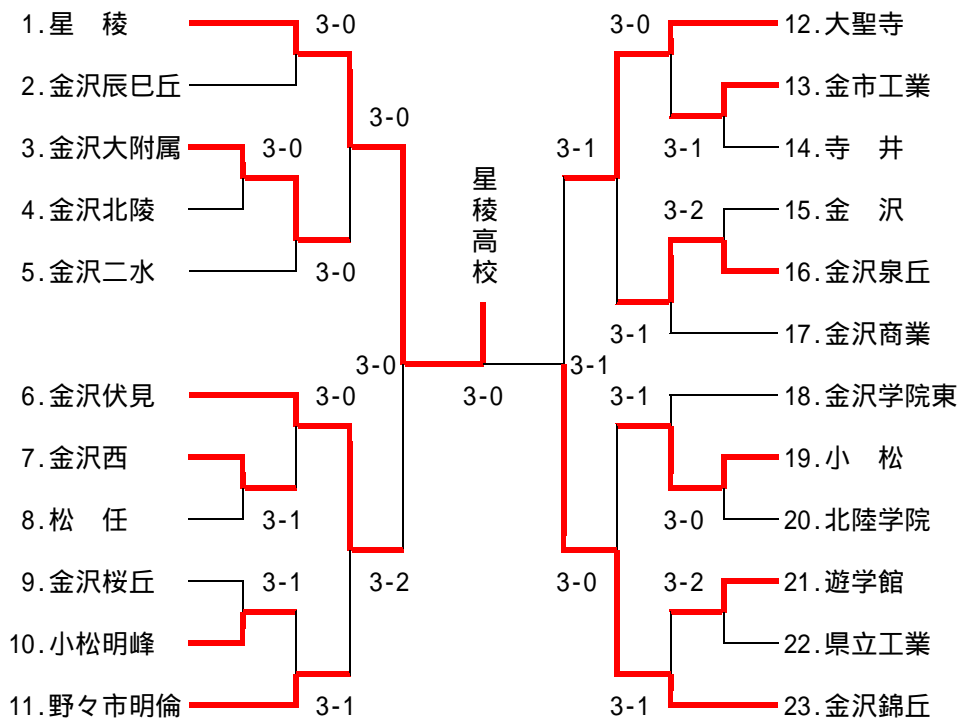 1.星 稜
3-0
2.金沢辰巳丘
3-0
3.金沢大附属
3-0
4.金沢北陵
5.金沢二水
3-0
3-0
6.金沢伏見
3-0
7.金沢西
8.松 任
3-1
9.金沢桜丘
3-1
3-2
10.小松明峰
11.野々市明倫
3-1
星稜高校
3-0
3-0
12.大聖寺
13.金市工業
3-1
3-1
14.寺 井
3-2
15.金 沢
16.金沢泉丘
3-1
17.金沢商業
3-1
3-1
18.金沢学院東
19.小 松
3-0
20.北陸学院
3-0
3-2
21.遊学館
22.県立工業
3-1
23.金沢錦丘